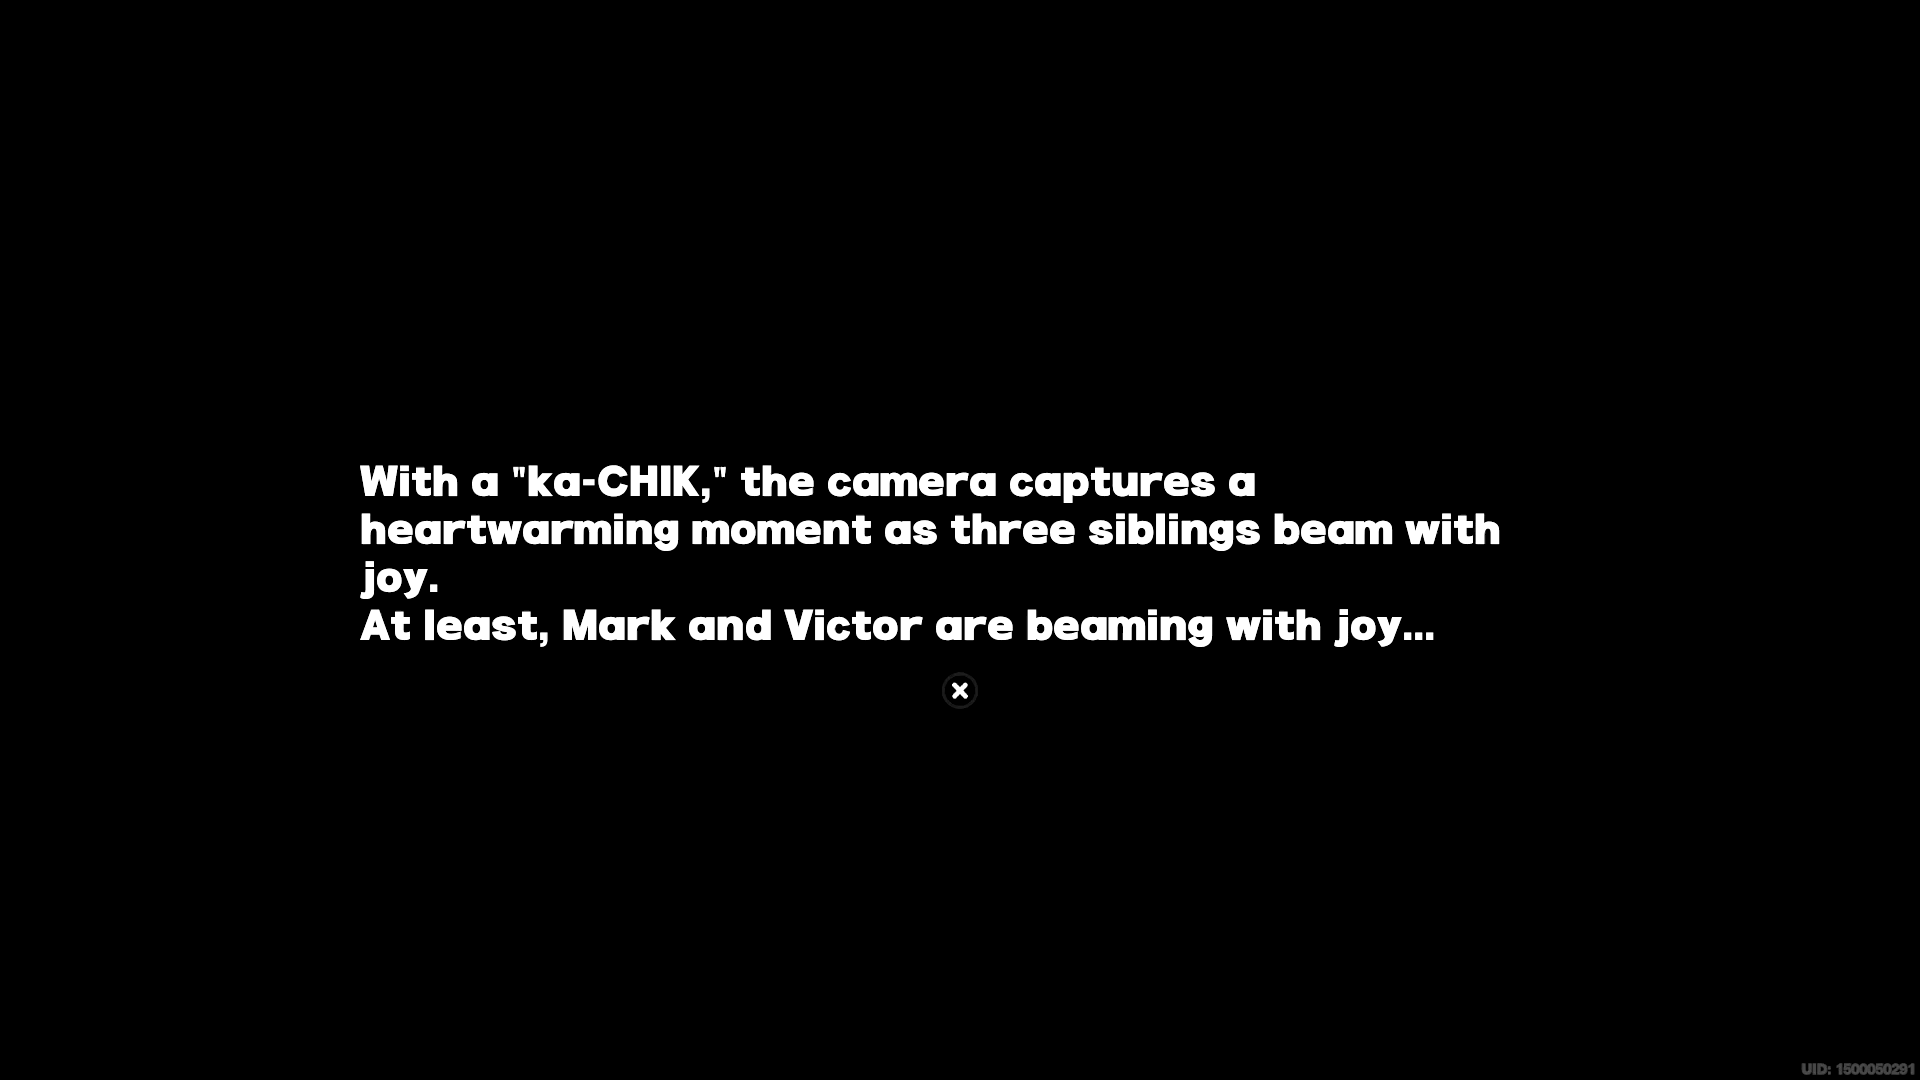 With a "ka-CHIK," the camera captures a
heartwarming moment as three siblings beam with
joy.
At least, Mark and Victor are beaming with joy...
UID: 1500050291